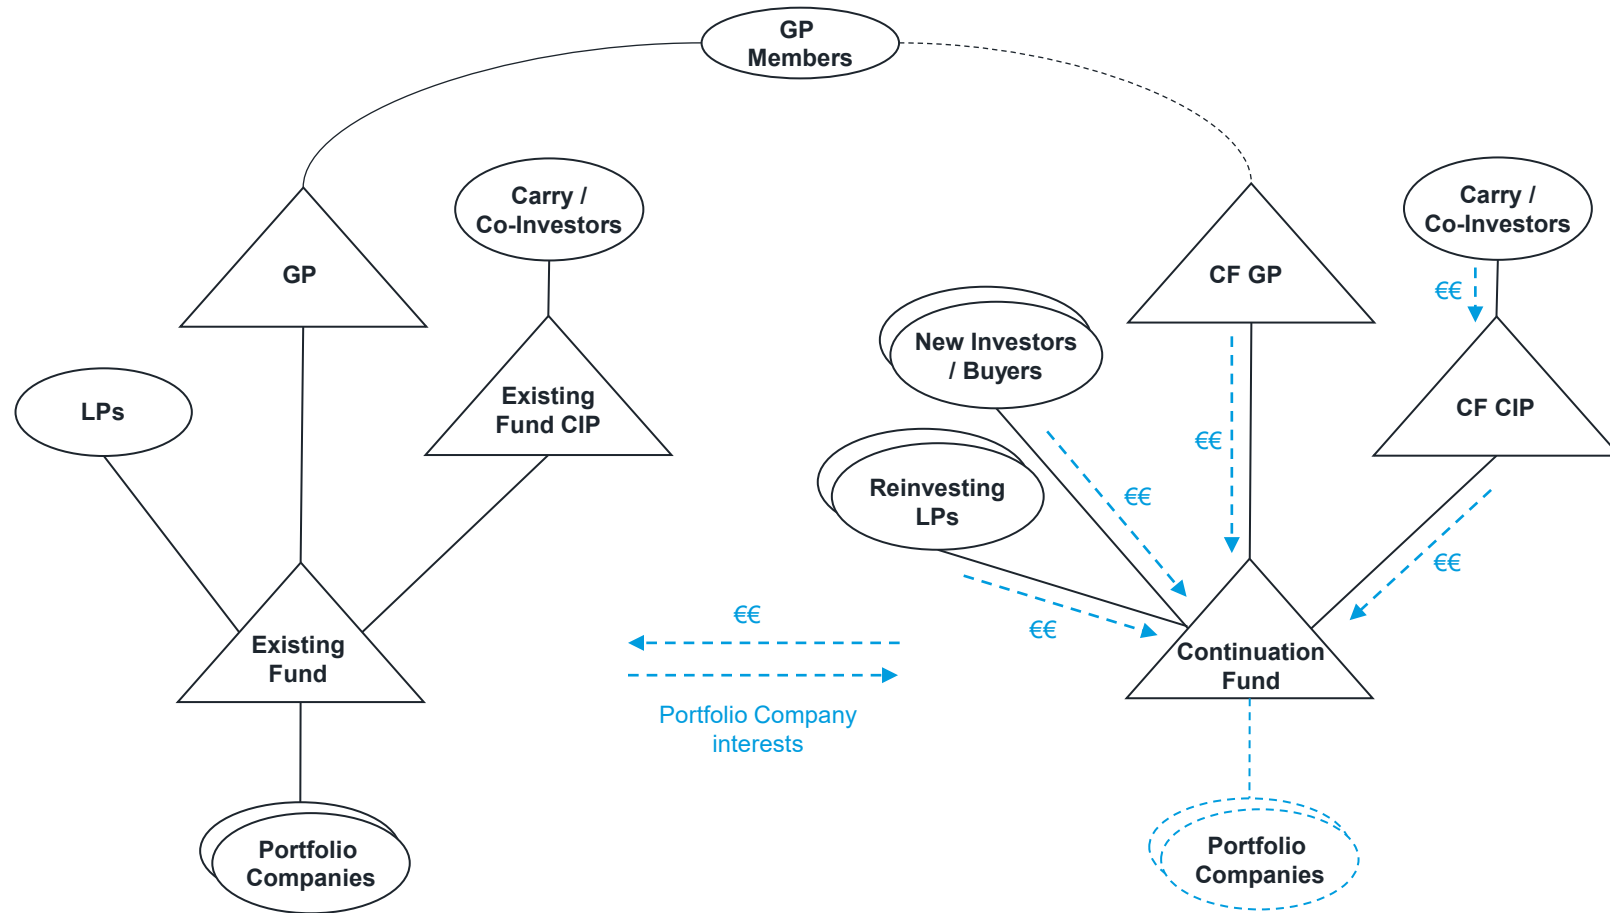 GP
Members
Carry /
Co-Investors
GP
Existing
Fund CIP
LPs
Existing
Fund
Portfolio
Companies
€€
Portfolio Company
interests
CF GP
Carry /
Co-Investors
€€
CF CIP
New Investors
/ Buyers
€€
€€
Reinvesting
LPs
€€
€€
Continuation
Fund
Portfolio
Companies